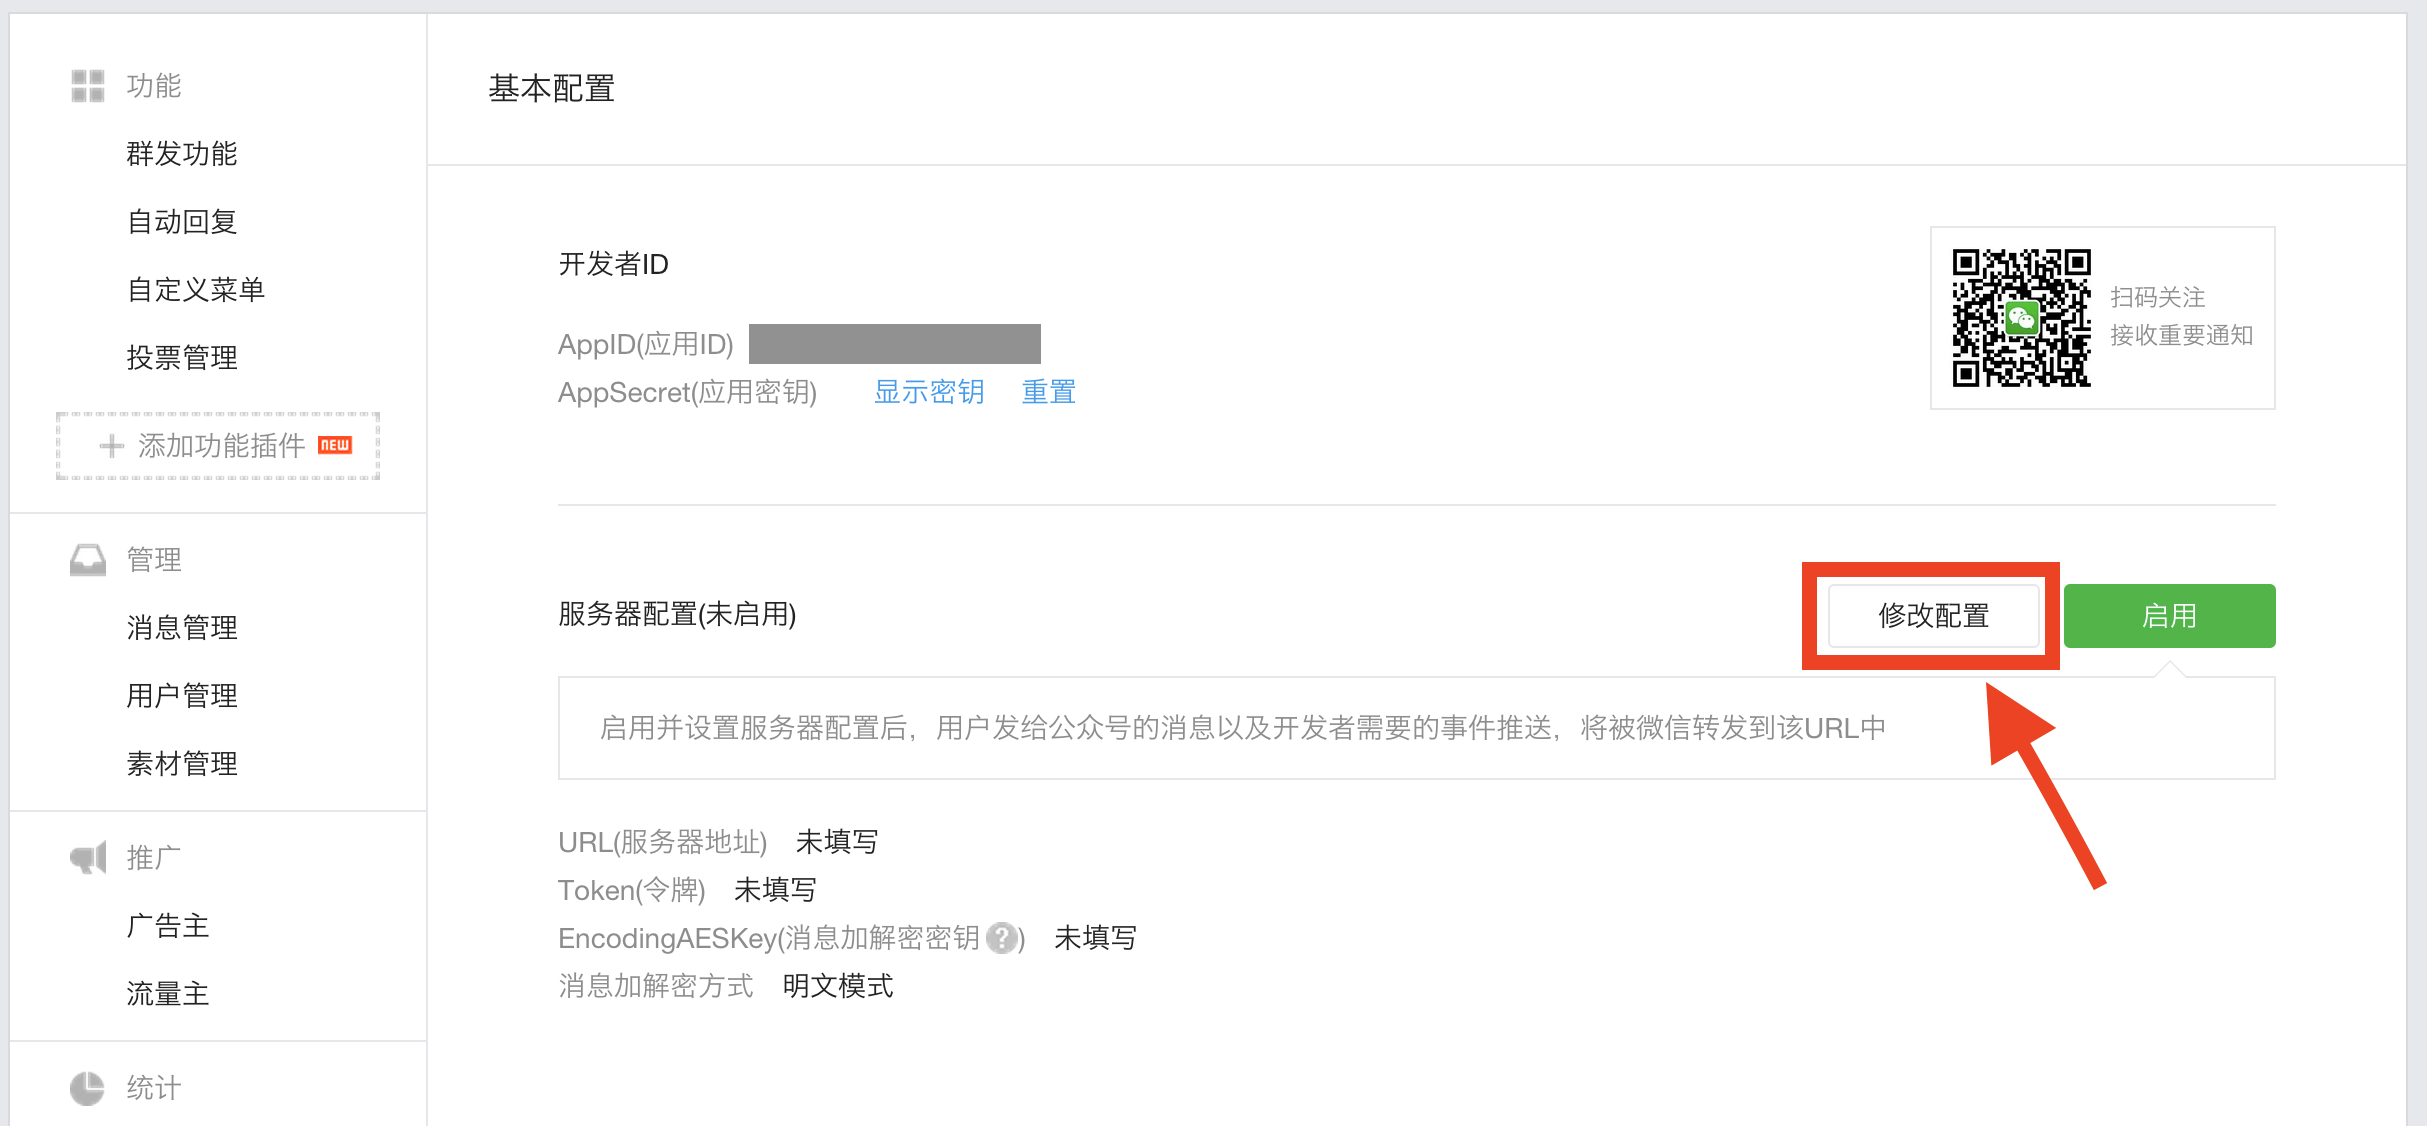 功能
群发功能
自动回复
自定义菜单
投票管理
添加功能插件 NEW
管理
消息管理
用户管理
素材管理
推广
广告主
流量主
统计
基本配置
开发者ID
AppID(应用ID)
AppSecret(应用密钥) 显示密钥 重置
扫码关注
接收重要通知
服务器配置(未启用) 修改配置 启用
启用并设置服务器配置后，用户发给公众号的消息以及开发者需要的事件推送，将被微信转发到该URL中
URL(服务器地址) 未填写
Token(令牌) 未填写
EncodingAESKey(消息加解密密钥 ?) 未填写
消息加解密方式 明文模式